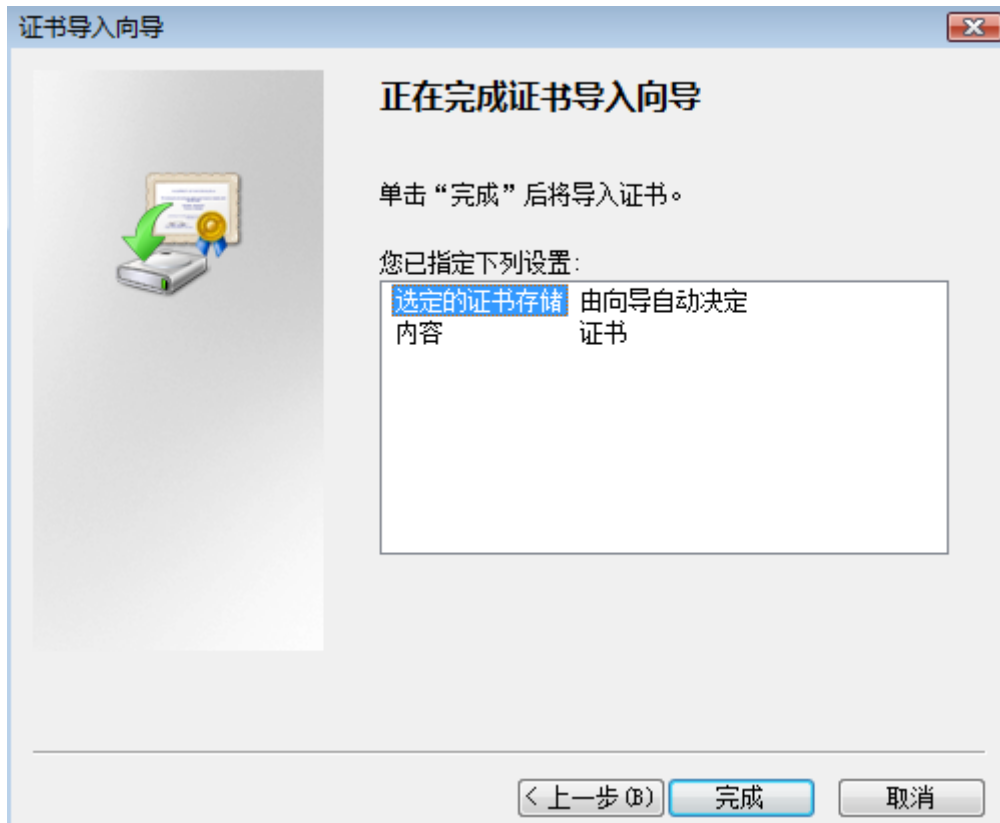 证书导入向导
正在完成证书导入向导
单击“完成”后将导入证书。
您已指定下列设置:
选定的证书存储 由向导自动决定
内容 证书
< 上一步(B) 完成 取消